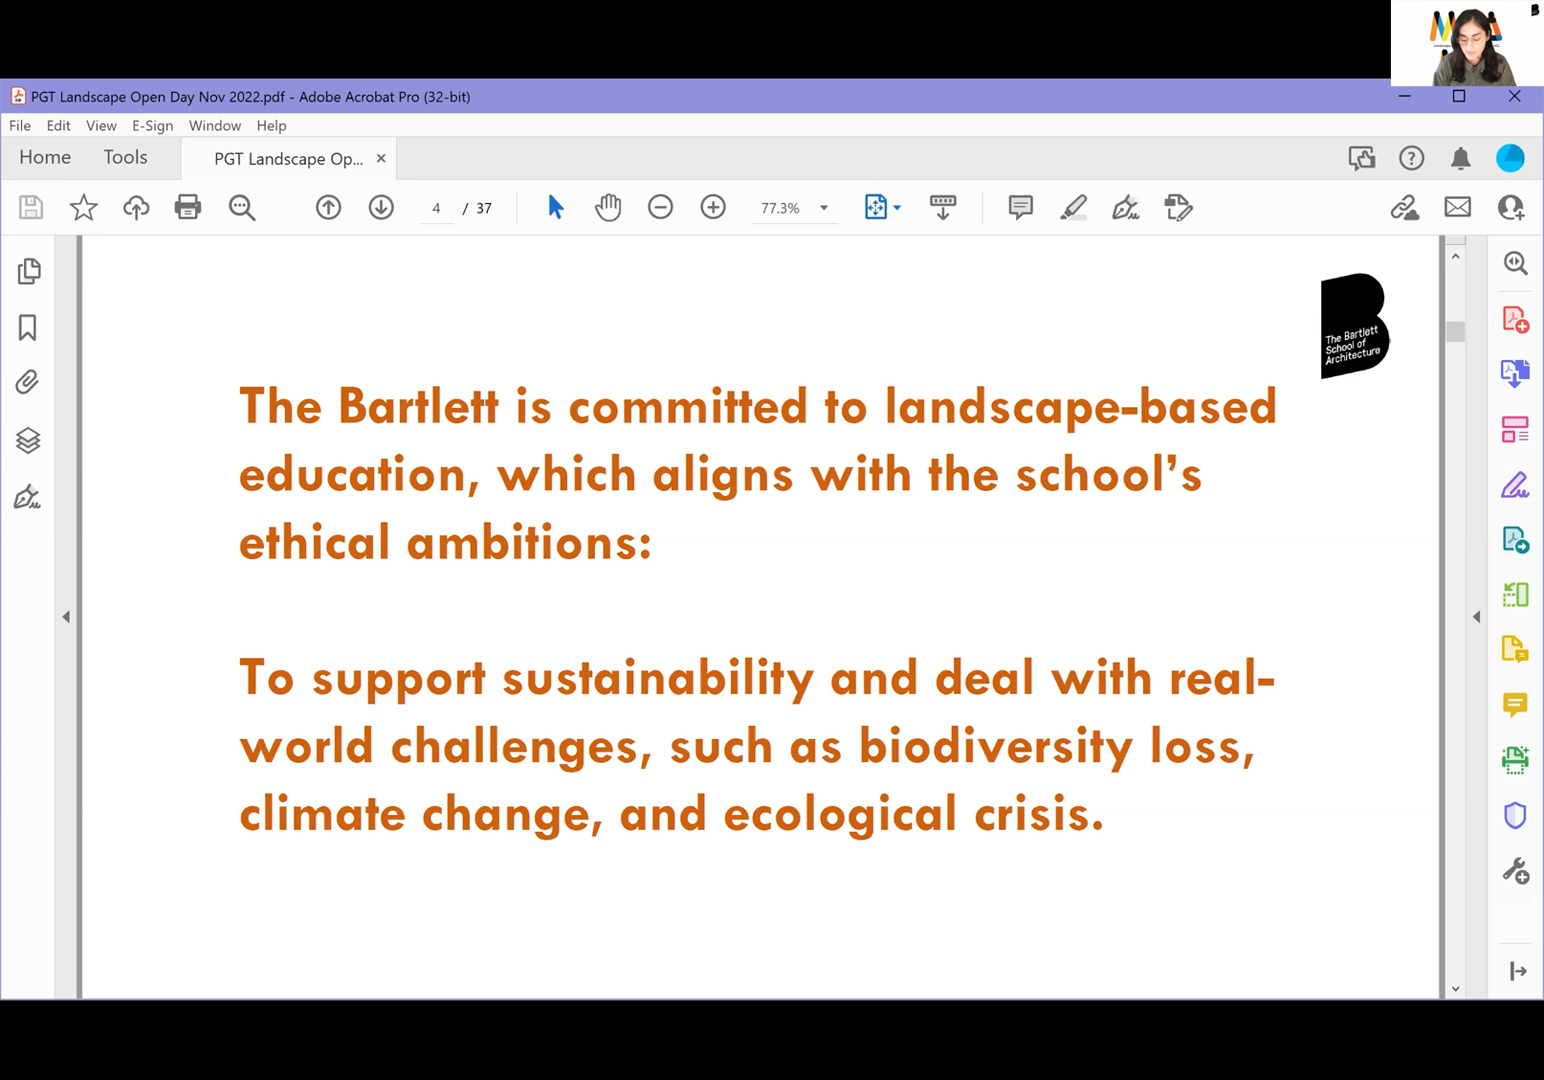 PGT Landscape Open Day Nov 2022.pdf - Adobe Acrobat Pro (32-bit)
File Edit View E-Sign Window Help
Home Tools PGT Landscape Op... ×
4 / 37 77.3%
The Bartlett
School of
Architecture
The Bartlett is committed to landscape-based
education, which aligns with the school’s
ethical ambitions:
To support sustainability and deal with real-
world challenges, such as biodiversity loss,
climate change, and ecological crisis.